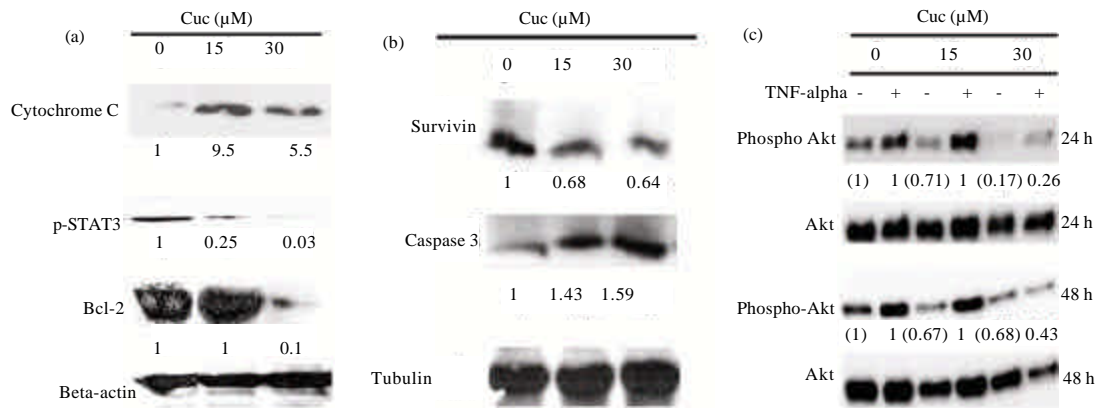 (a)
Cuc (µM)
0 15 30
Cytochrome C
1 9.5 5.5
p-STAT3
1 0.25 0.03
Bcl-2
1 1 0.1
Beta-actin
(b)
Cuc (µM)
0 15 30
Survivin
1 0.68 0.64
Caspase 3
1 1.43 1.59
Tubulin
(c)
Cuc (µM)
0 15 30
TNF-alpha - + - + - +
Phospho Akt 24 h
(1) 1 (0.71) 1 (0.17) 0.26
Akt 24 h
Phospho-Akt 48 h
(1) 1 (0.67) 1 (0.68) 0.43
Akt 48 h